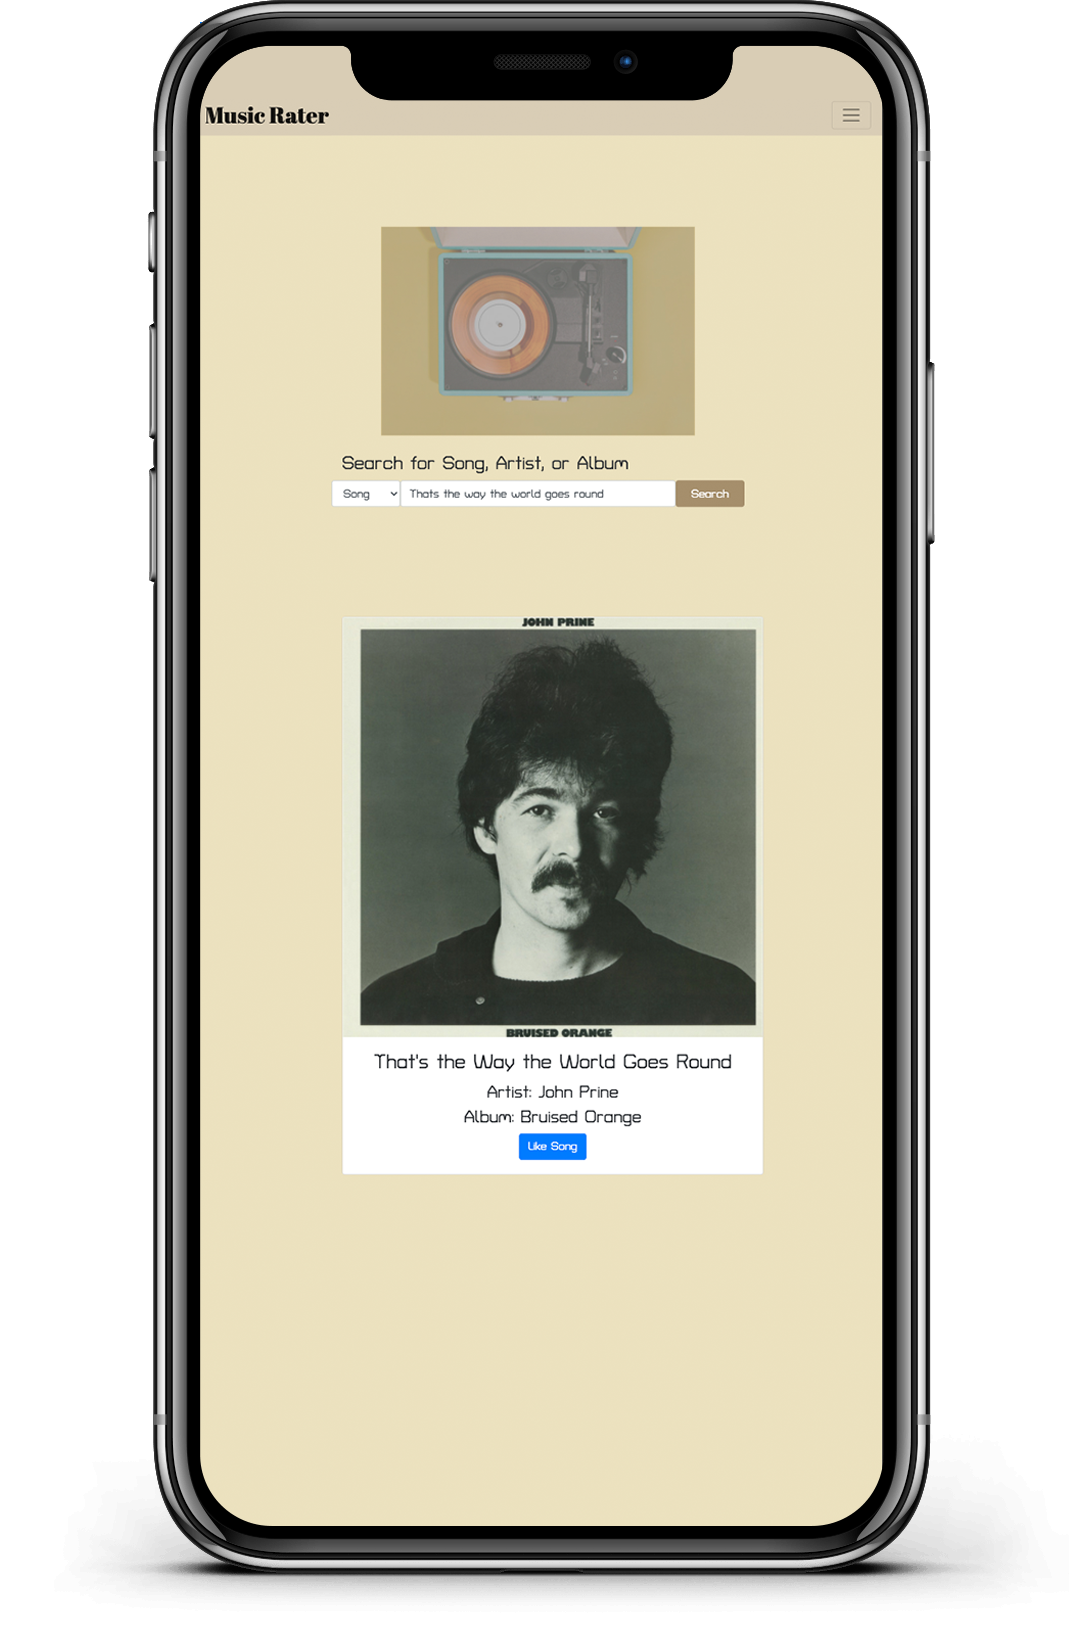 Music Rater
Search for Song, Artist, or Album
Song Thats the way the world goes round Search
JOHN PRINE
BRUISED ORANGE
That's the Way the World Goes Round
Artist: John Prine
Album: Bruised Orange
Like Song